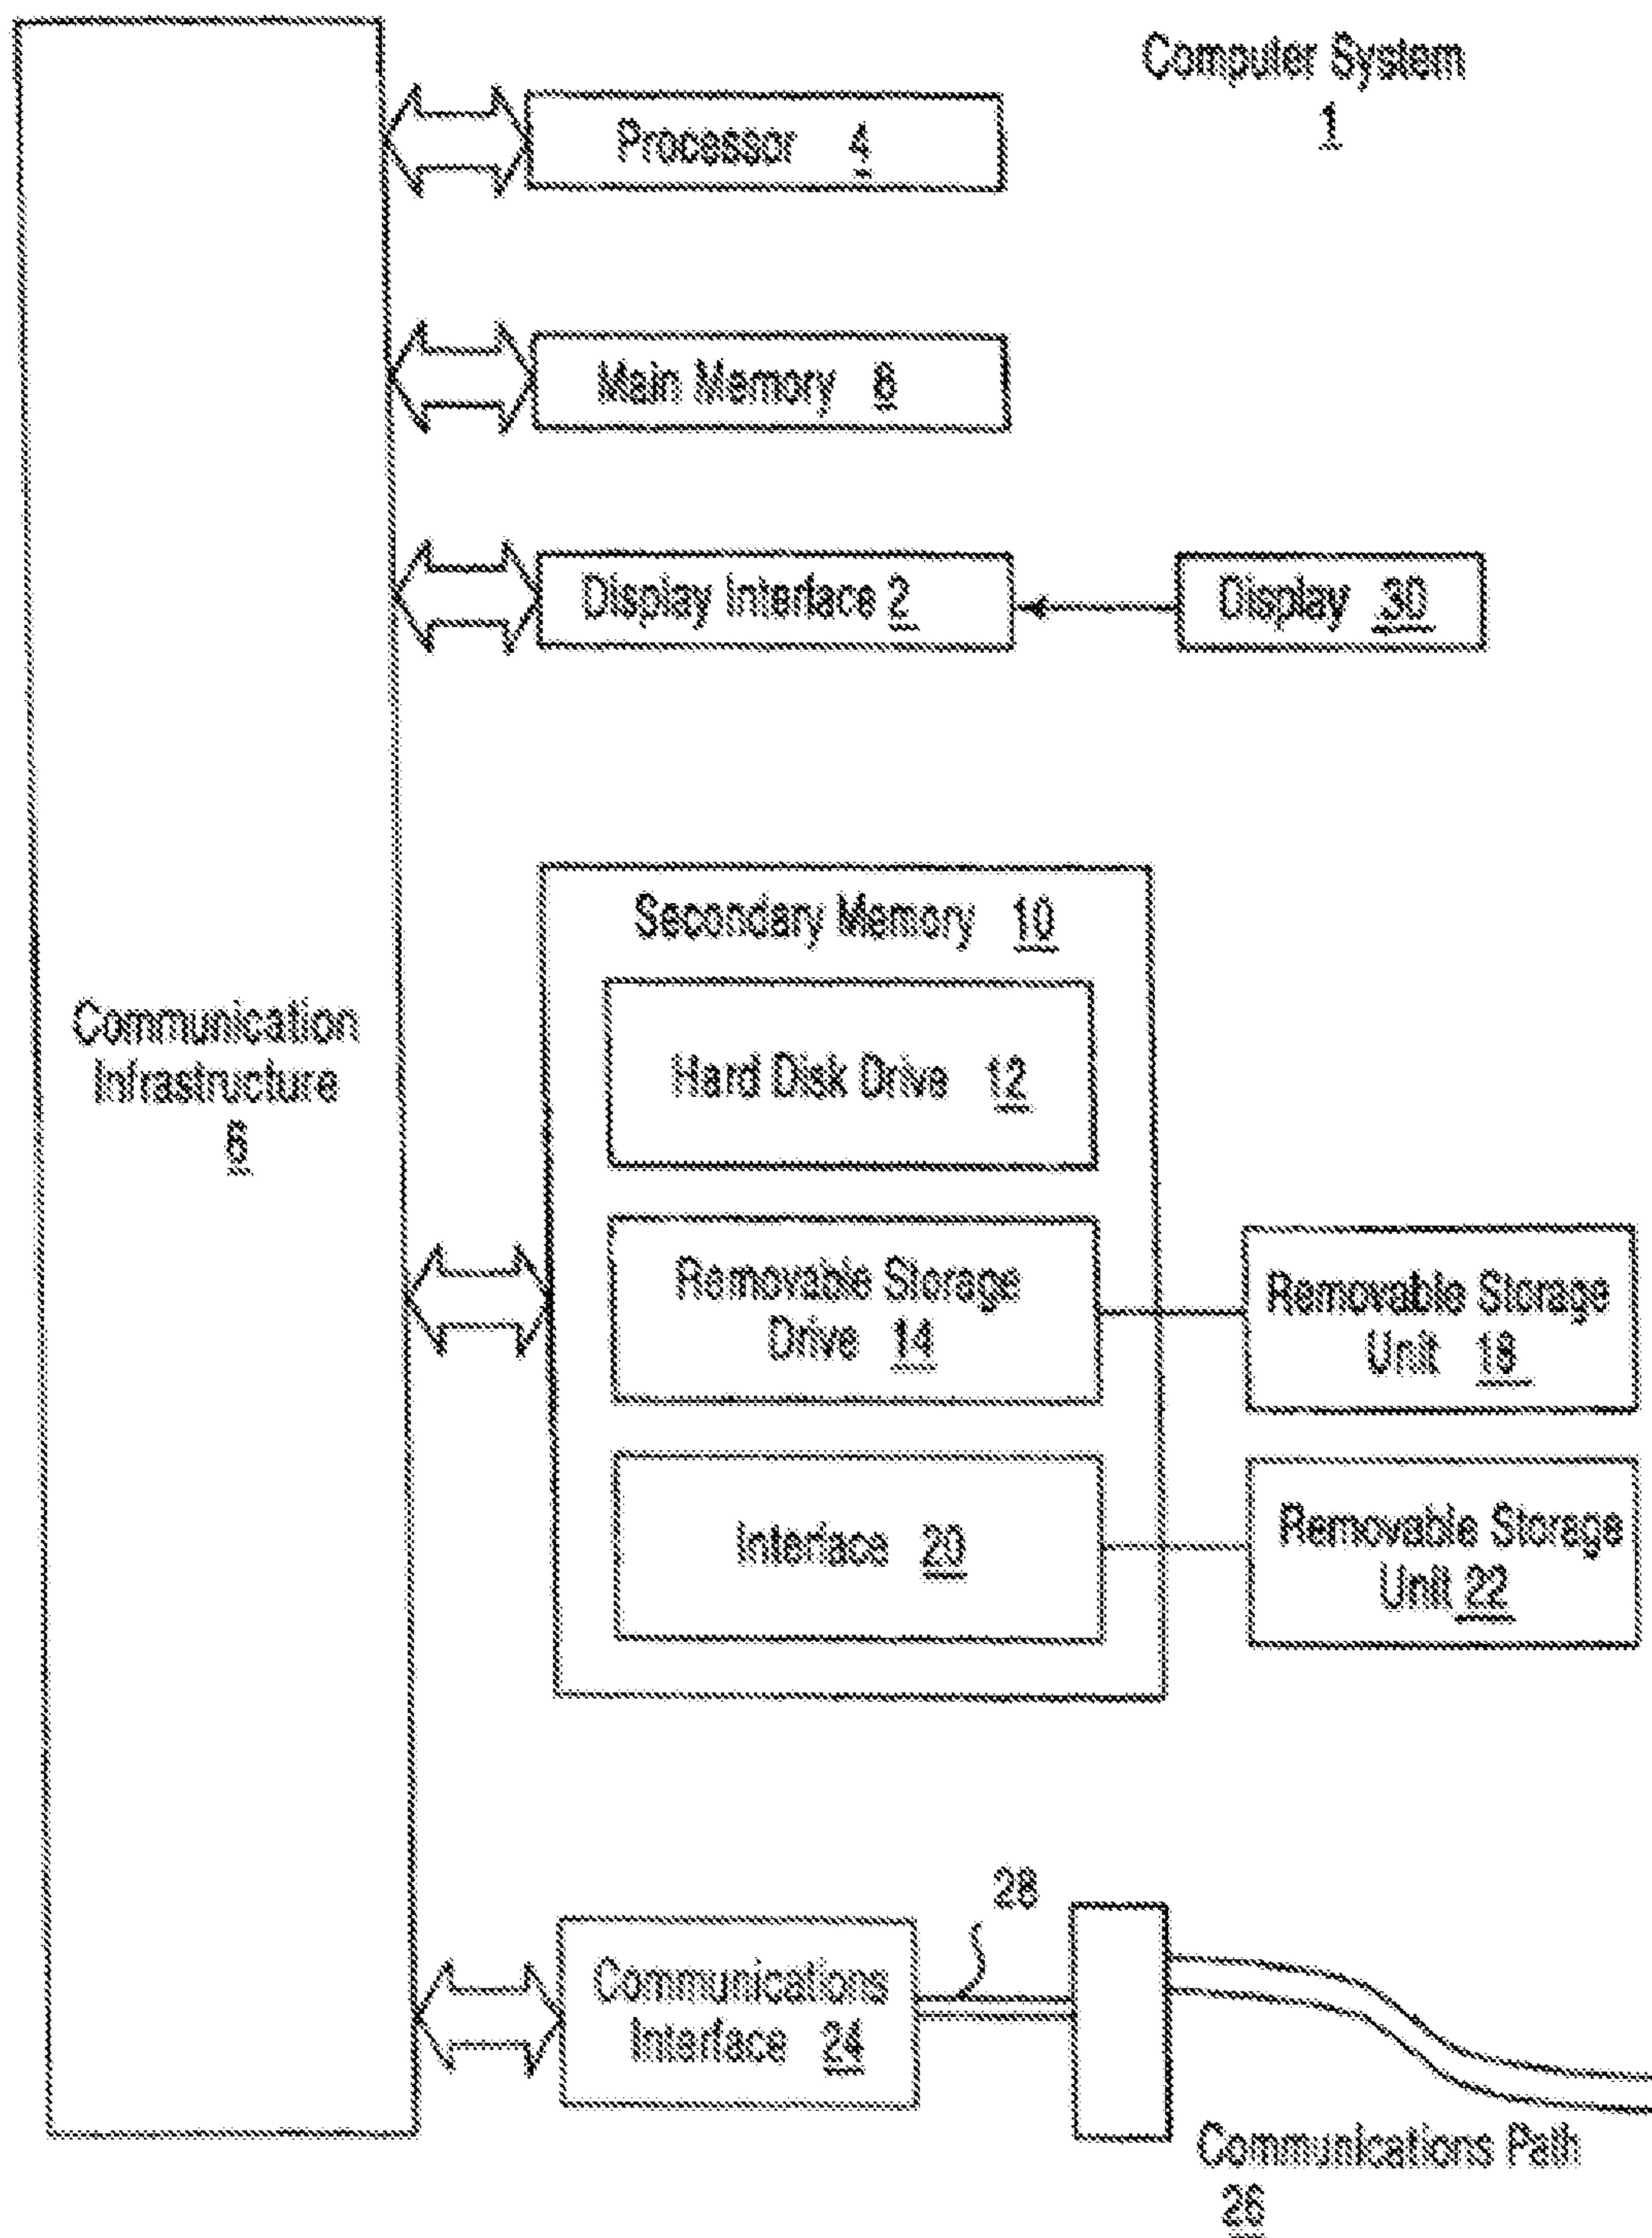 Computer System
1
Processor 4
Main Memory 8
Display Interface 2
Display 30
Secondary Memory 10
Hard Disk Drive 12
Communication
Infrastructure
6
Removable Storage
Drive 14
Removable Storage
Unit 18
Interface 20
Removable Storage
Unit 22
28
Communications
Interface 24
Communications Path
26